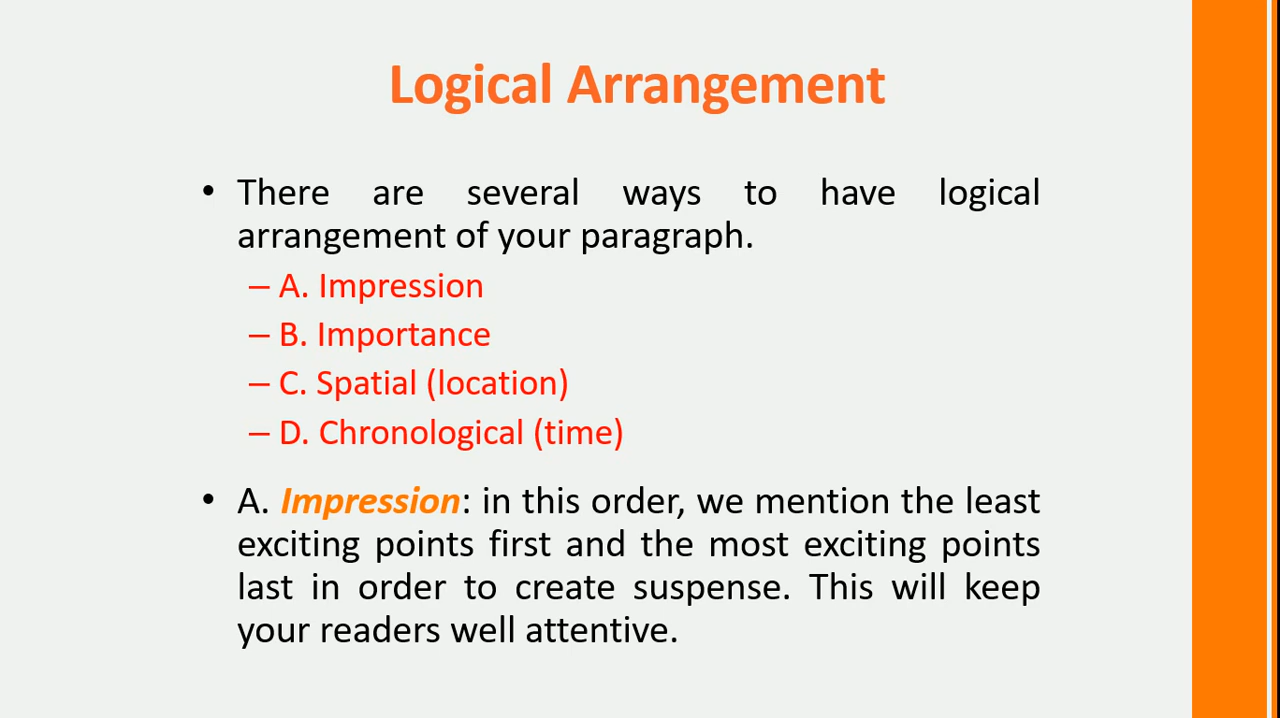 Logical Arrangement
• There are several ways to have logical
arrangement of your paragraph.
– A. Impression
– B. Importance
– C. Spatial (location)
– D. Chronological (time)
• A. Impression: in this order, we mention the least
exciting points first and the most exciting points
last in order to create suspense. This will keep
your readers well attentive.